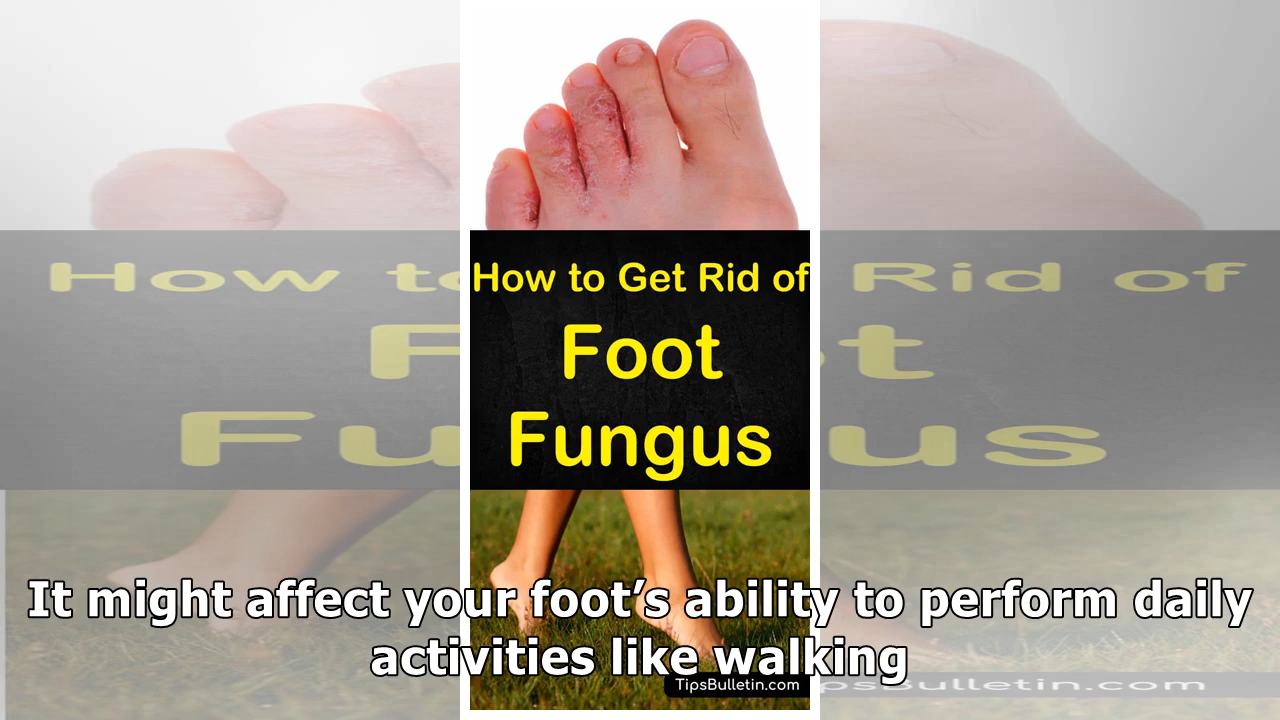 How to Get Rid of
Foot
Fungus
It might affect your foot’s ability to perform daily
activities like walking
TipsBulletin.com